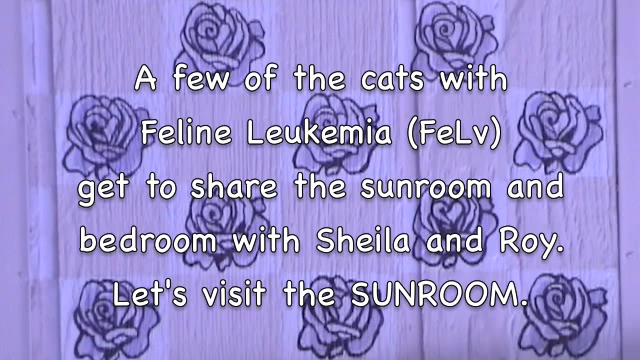 A few of the cats with
Feline Leukemia (FeLv)
get to share the sunroom and
bedroom with Sheila and Roy.
Let's visit the SUNROOM.